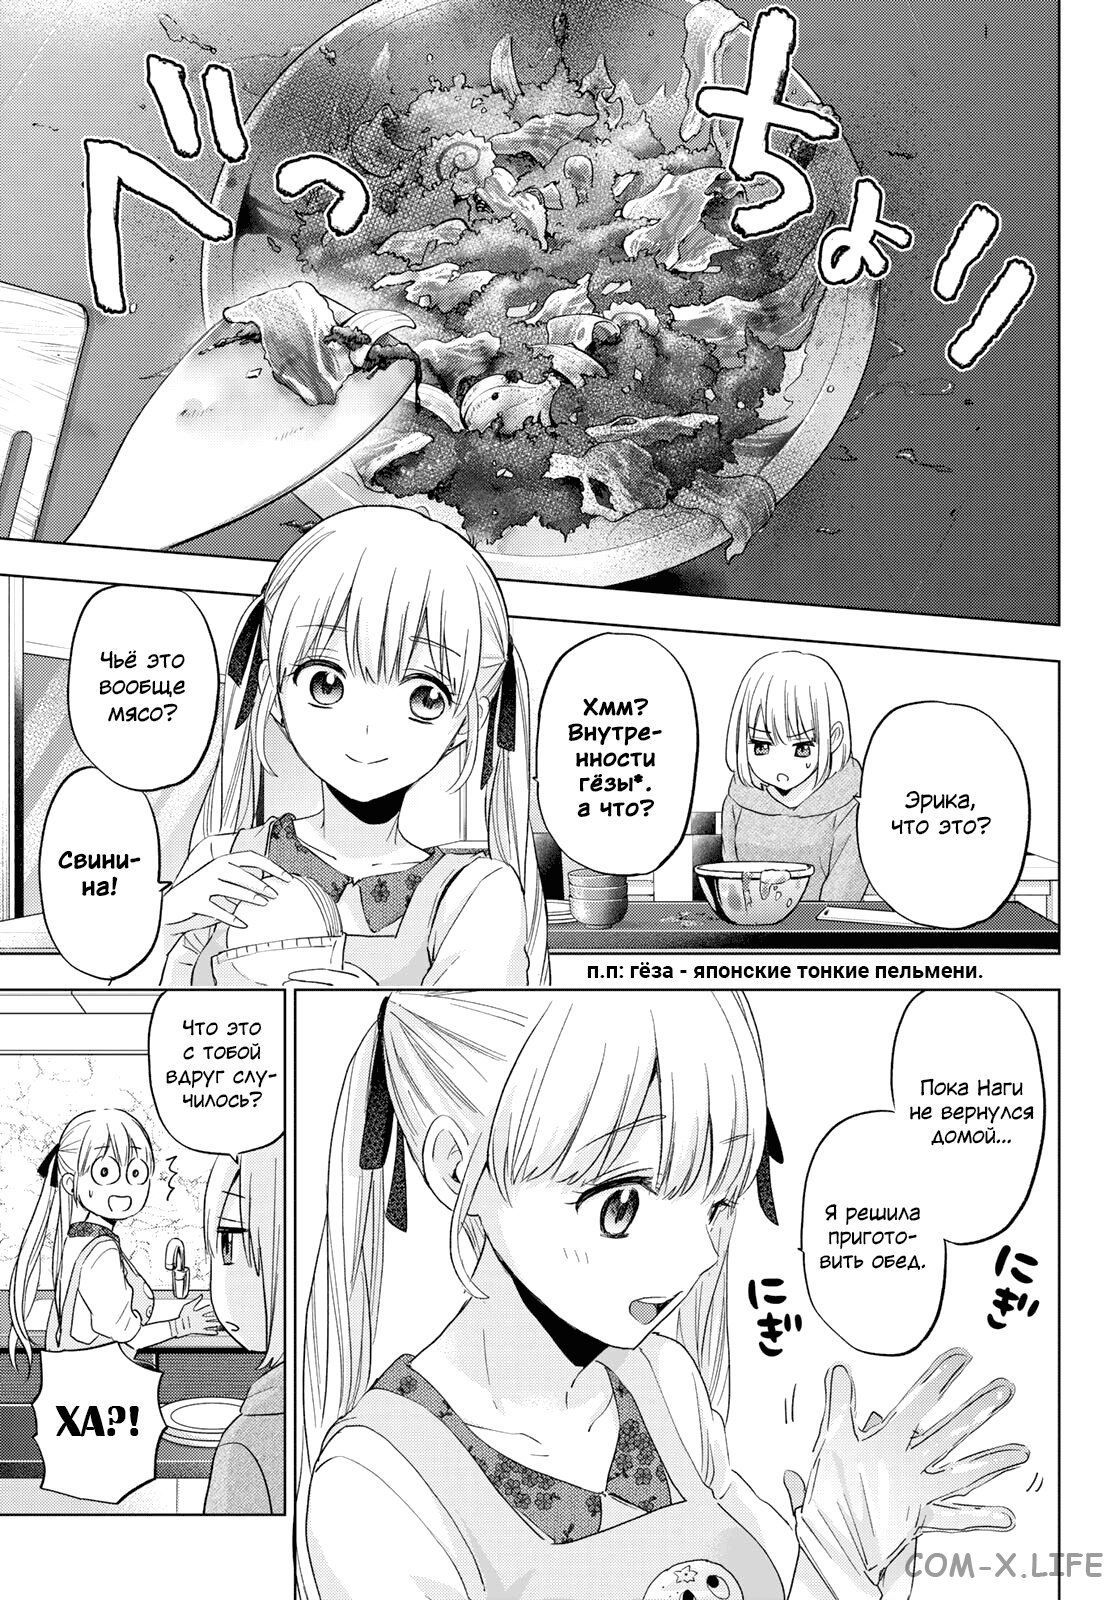 べっちょり
Эрика,
что это?
Хмм?
Внутре-
нности
гёзы*.
а что?
Чьё это
вообще
мясо?
Свини-
на!
п.п: гёза - японские тонкие пельмени.
Пока Наги
не вернулся
домой...
Я решила
пригото-
вить обед.
にぎ
にぎ
Что это
с тобой
вдруг слу-
чилось?
ХА?!
COM-X.LIFE